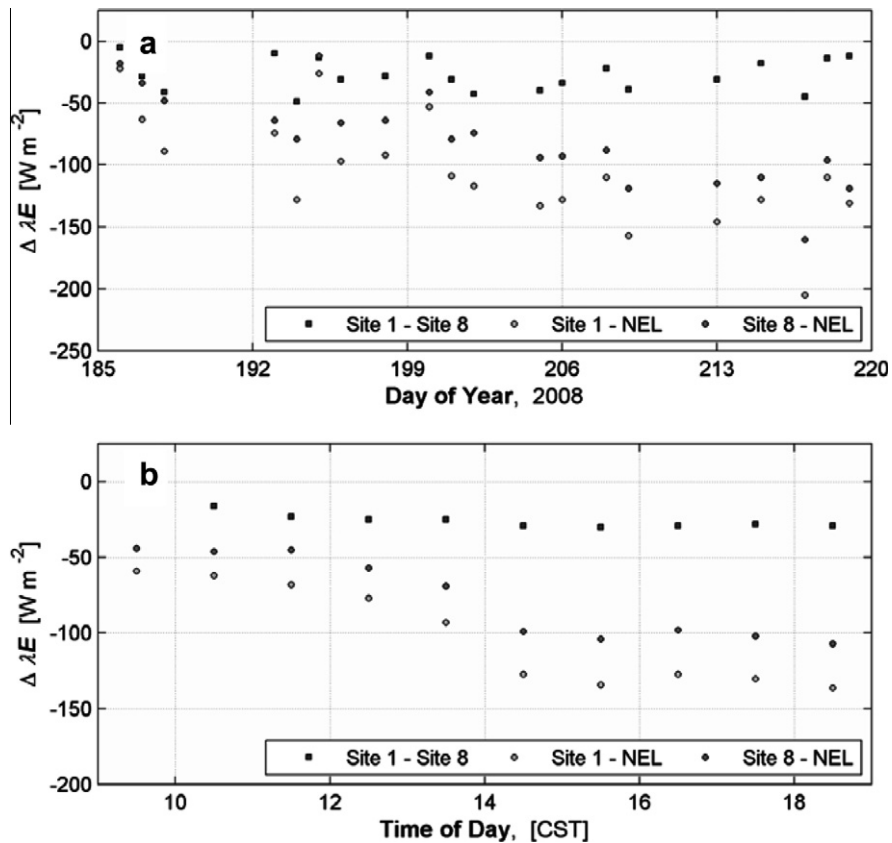 a
0
-50
-100
-150
-200
-250
Δ λE [W m⁻²]
Site 1 - Site 8 Site 1 - NEL Site 8 - NEL
185 192 199 206 213 220
Day of Year, 2008
b
0
-50
-100
-150
-200
Δ λE [W m⁻²]
Site 1 - Site 8 Site 1 - NEL Site 8 - NEL
10 12 14 16 18
Time of Day, [CST]